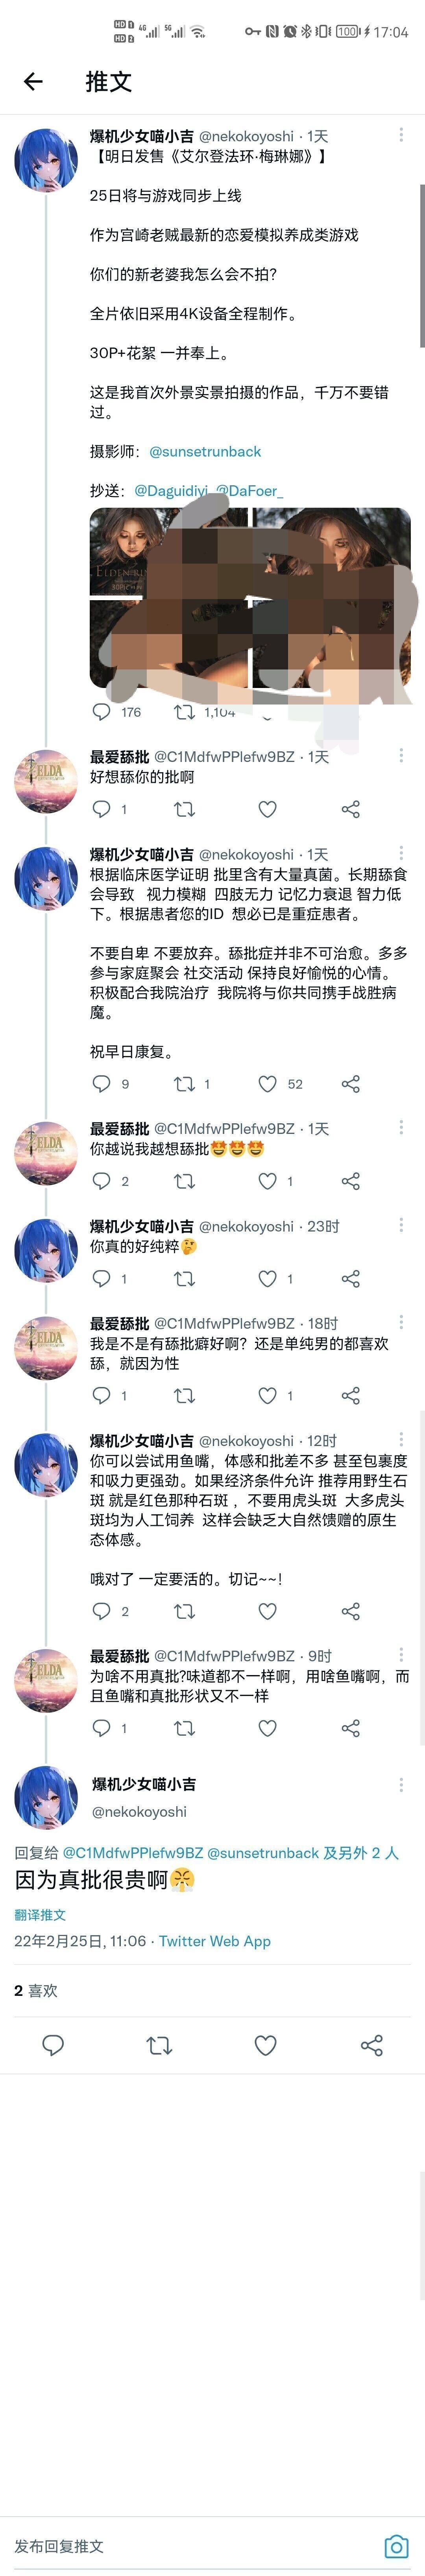 HD 1 4G 5G 100 17:04
HD 2
推文
爆机少女喵小吉 @nekokoyoshi · 1天
【明日发售《艾尔登法环·梅琳娜》】
25日将与游戏同步上线
作为宫崎老贼最新的恋爱模拟养成类游戏
你们的新老婆我怎么会不拍？
全片依旧采用4K设备全程制作。
30P+花絮 一并奉上。
这是我首次外景实景拍摄的作品，千万不要错
过。
摄影师：@sunsetrunback
抄送：@Daguidiyi @DaFoer_
176 1,104
最爱舔批 @C1MdfwPPlefw9BZ · 1天
好想舔你的批啊
1
爆机少女喵小吉 @nekokoyoshi · 1天
根据临床医学证明 批里含有大量真菌。长期舔食
会导致 视力模糊 四肢无力 记忆力衰退 智力低
下。根据患者您的ID 想必已是重症患者。
不要自卑 不要放弃。舔批症并非不可治愈。多多
参与家庭聚会 社交活动 保持良好愉悦的心情。
积极配合我院治疗 我院将与你共同携手战胜病
魔。
祝早日康复。
9 1 52
最爱舔批 @C1MdfwPPlefw9BZ · 1天
你越说我越想舔批🤩🤩🤩
2 1
爆机少女喵小吉 @nekokoyoshi · 23时
你真的好纯粹🤔
1 1
最爱舔批 @C1MdfwPPlefw9BZ · 18时
我是不是有舔批癖好啊？还是单纯男的都喜欢
舔，就因为性
1 1
爆机少女喵小吉 @nekokoyoshi · 12时
你可以尝试用鱼嘴，体感和批差不多 甚至包裹度
和吸力更强劲。如果经济条件允许 推荐用野生石
斑 就是红色那种石斑 ，不要用虎头斑 大多虎头
斑均为人工饲养 这样会缺乏大自然馈赠的原生
态体感。
哦对了 一定要活的。切记~~!
2
最爱舔批 @C1MdfwPPlefw9BZ · 9时
为啥不用真批?味道都不一样啊，用啥鱼嘴啊，而
且鱼嘴和真批形状又不一样
1
爆机少女喵小吉
@nekokoyoshi
回复给 @C1MdfwPPlefw9BZ @sunsetrunback 及另外 2 人
因为真批很贵啊😤
翻译推文
22年2月25日, 11:06 · Twitter Web App
2 喜欢
发布回复推文